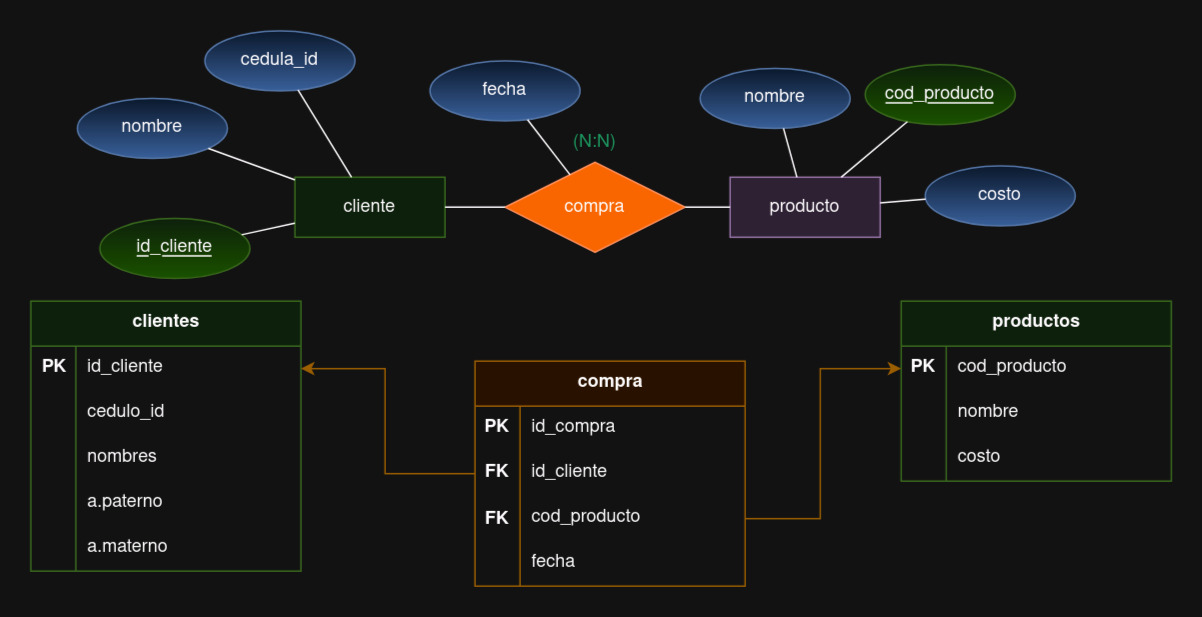 cedula_id
fecha
nombre
cod_producto
nombre
(N:N)
costo
cliente
compra
producto
id_cliente
clientes
PK id_cliente
cedulo_id
nombres
a.paterno
a.materno
compra
PK id_compra
FK id_cliente
FK cod_producto
fecha
productos
PK cod_producto
nombre
costo